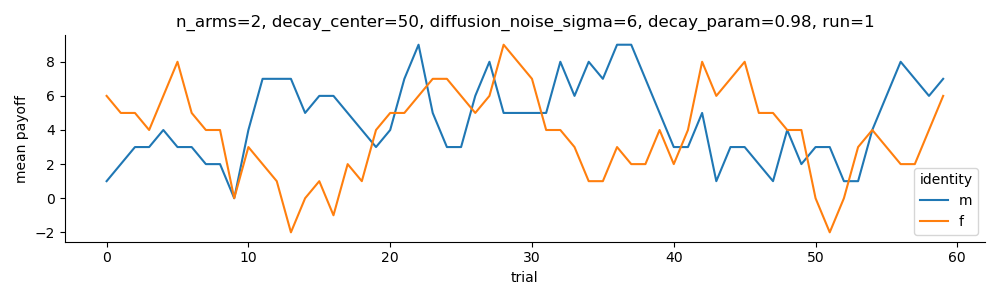 n_arms=2, decay_center=50, diffusion_noise_sigma=6, decay_param=0.98, run=1
mean payoff
8
6
4
2
0
−2
identity
m
f
0
10
20
30
40
50
60
trial